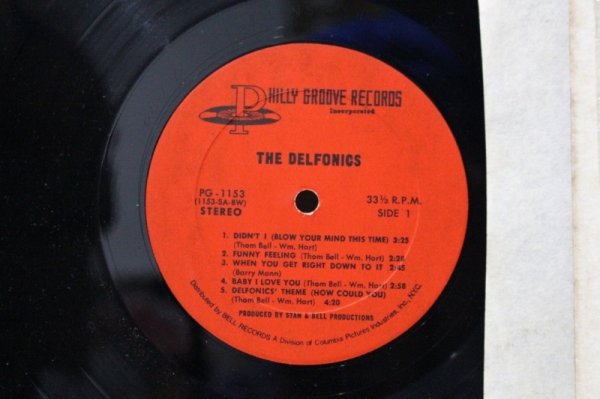 PHILLY GROOVE RECORDS
Incorporated
THE DELFONICS
PG-1153
(1153-SA-BW)
STEREO
33⅓ R.P.M.
SIDE 1
1. DIDN'T I (BLOW YOUR MIND THIS TIME) 3:25
(Thom Bell - Wm. Hart)
2. FUNNY FEELING (Thom Bell - Wm. Hart) 2:28
3. WHEN YOU GET RIGHT DOWN TO IT 2:45
(Barry Mann)
4. BABY I LOVE YOU (Thom Bell - Wm. Hart) 2:58
5. DELFONICS' THEME (HOW COULD YOU)
(Thom Bell - Wm. Hart) 4:20
PRODUCED BY STAN & BELL PRODUCTIONS
Distributed by BELL RECORDS A Division of Columbia Pictures Industries, Inc., N.Y.C.